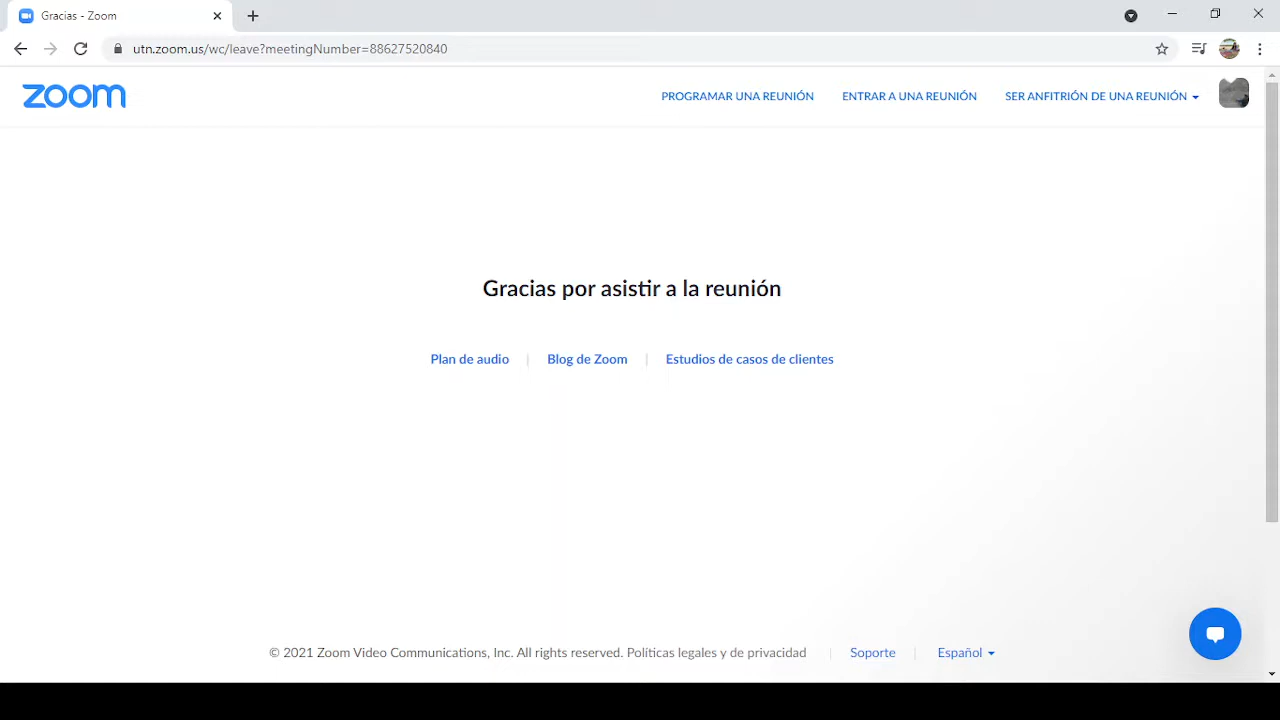 Gracias - Zoom
utn.zoom.us/wc/leave?meetingNumber=88627520840
zoom
PROGRAMAR UNA REUNIÓN
ENTRAR A UNA REUNIÓN
SER ANFITRIÓN DE UNA REUNIÓN
Gracias por asistir a la reunión
Plan de audio | Blog de Zoom | Estudios de casos de clientes
© 2021 Zoom Video Communications, Inc. All rights reserved. Políticas legales y de privacidad | Soporte | Español